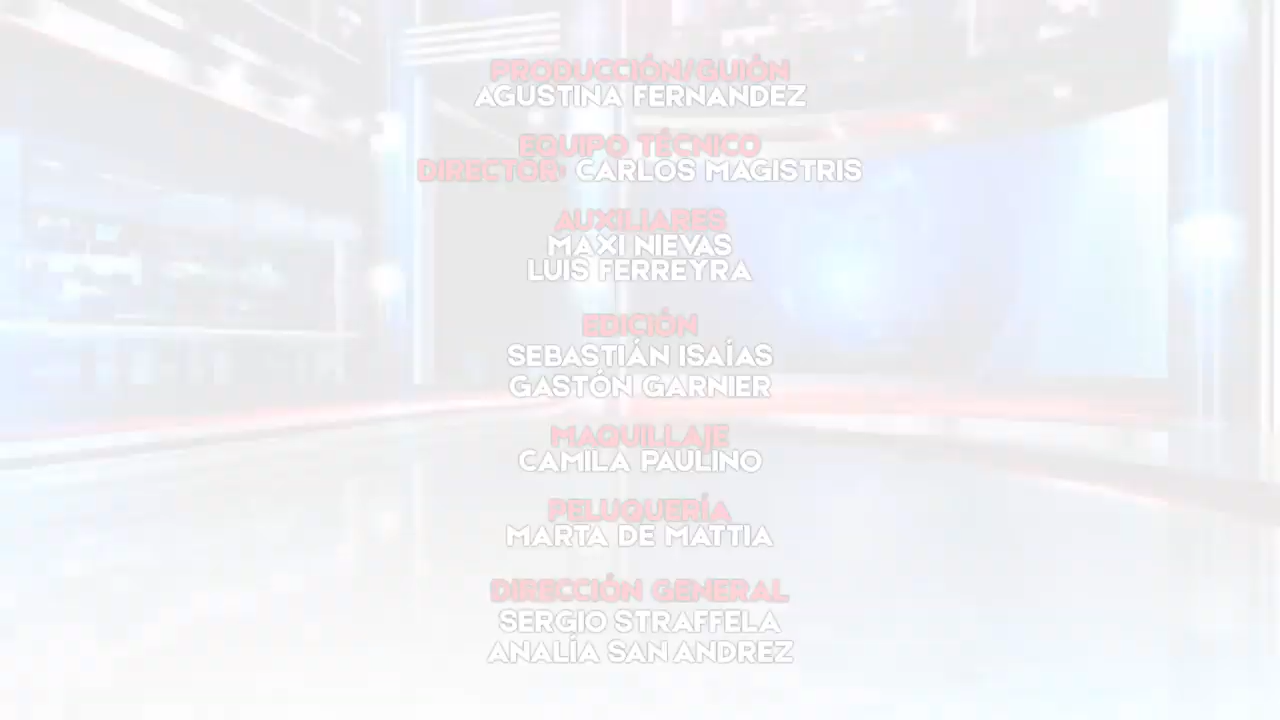 PRODUCCIÓN/GUIÓN
AGUSTINA FERNANDEZ
EQUIPO TÉCNICO
DIRECTOR: CARLOS MAGISTRIS
AUXILIARES
MAXI NIEVAS
LUIS FERREYRA
EDICIÓN
SEBASTIÁN ISAÍAS
GASTÓN GARNIER
MAQUILLAJE
CAMILA PAULINO
PELUQUERÍA
MARTA DE MATTIA
DIRECCIÓN GENERAL
SERGIO STRAFFELA
ANALÍA SAN ANDREZ